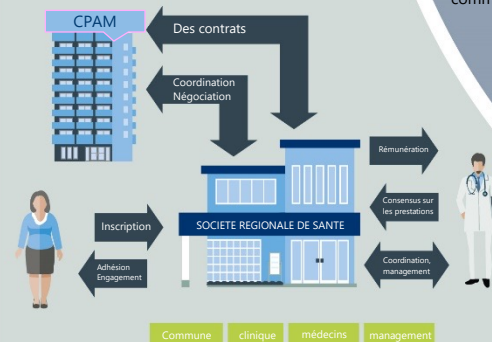 comm
CPAM
Des contrats
Coordination
Négociation
Rémunération
Inscription
SOCIETE REGIONALE DE SANTE
Consensus sur
les prestations
Adhésion
Engagement
Coordination,
management
Commune
clinique
médecins
management